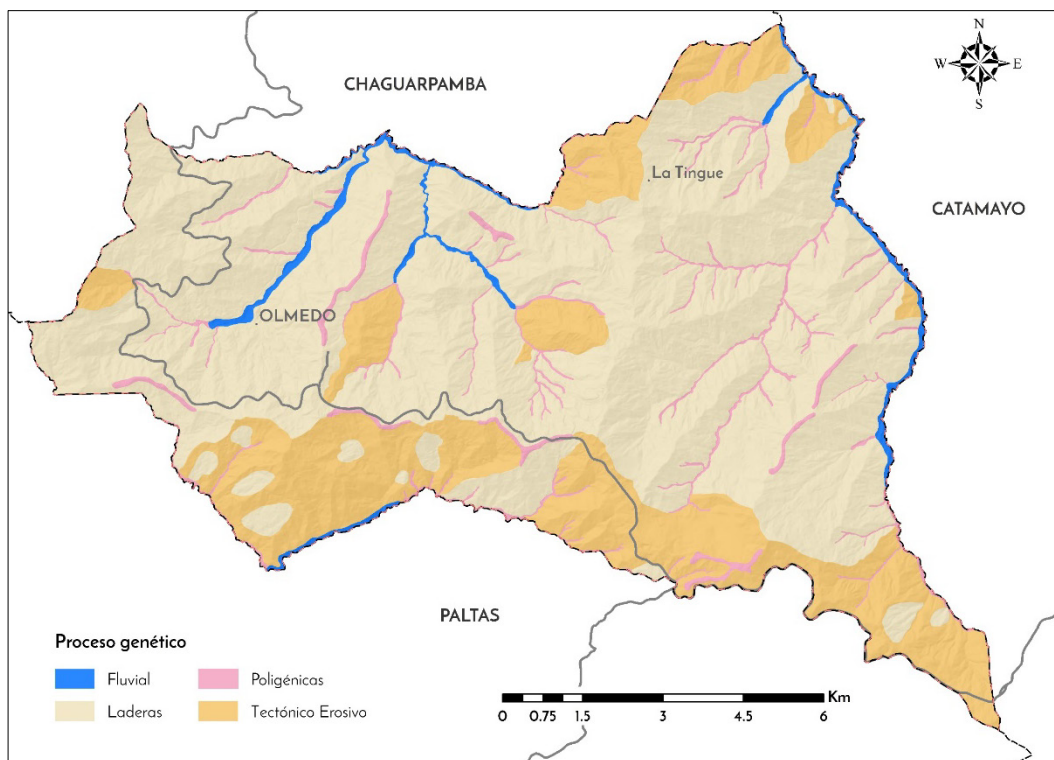 N
W E
S
CHAGUARPAMBA
La Tingue
CATAMAYO
OLMEDO
PALTAS
Proceso genético
Fluvial
Poligénicas
Laderas
Tectónico Erosivo
Km
0 0.75 1.5 3 4.5 6